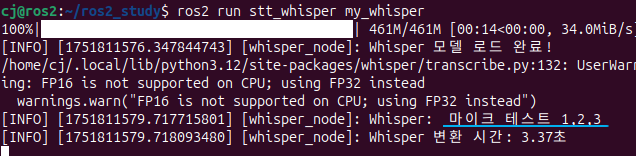 cj@ros2:~/ros2_study$ ros2 run stt_whisper my_whisper
100%|| 461M/461M [00:14<00:00, 34.0MiB/s]
[INFO] [1751811576.347844743] [whisper_node]: Whisper 모델 로드 완료!
/home/cj/.local/lib/python3.12/site-packages/whisper/transcribe.py:132: UserWarn
ing: FP16 is not supported on CPU; using FP32 instead
  warnings.warn("FP16 is not supported on CPU; using FP32 instead")
[INFO] [1751811579.717715801] [whisper_node]: Whisper: 마이크 테스트 1,2,3
[INFO] [1751811579.718093480] [whisper_node]: Whisper 변환 시간: 3.37초